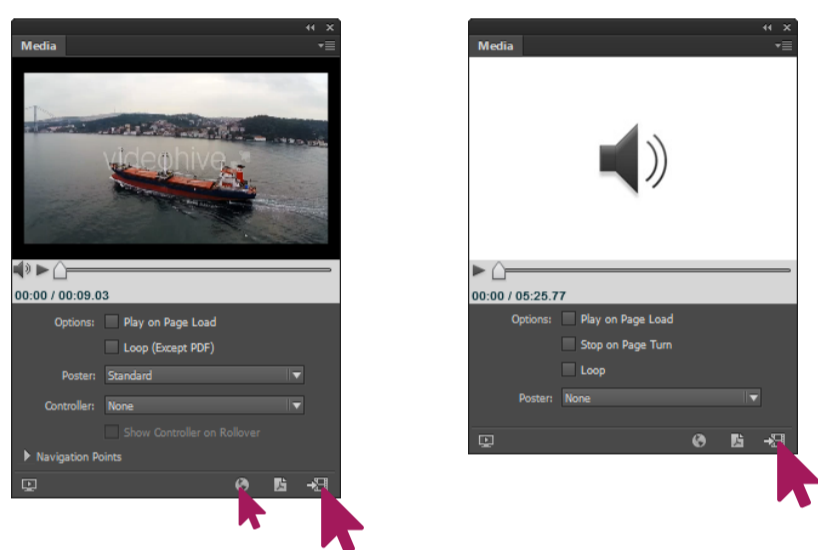 Media
videohive
00:00 / 00:09.03
Options: Play on Page Load
Loop (Except PDF)
Poster: Standard
Controller: None
Show Controller on Rollover
Navigation Points
Media
00:00 / 05:25.77
Options: Play on Page Load
Stop on Page Turn
Loop
Poster: None